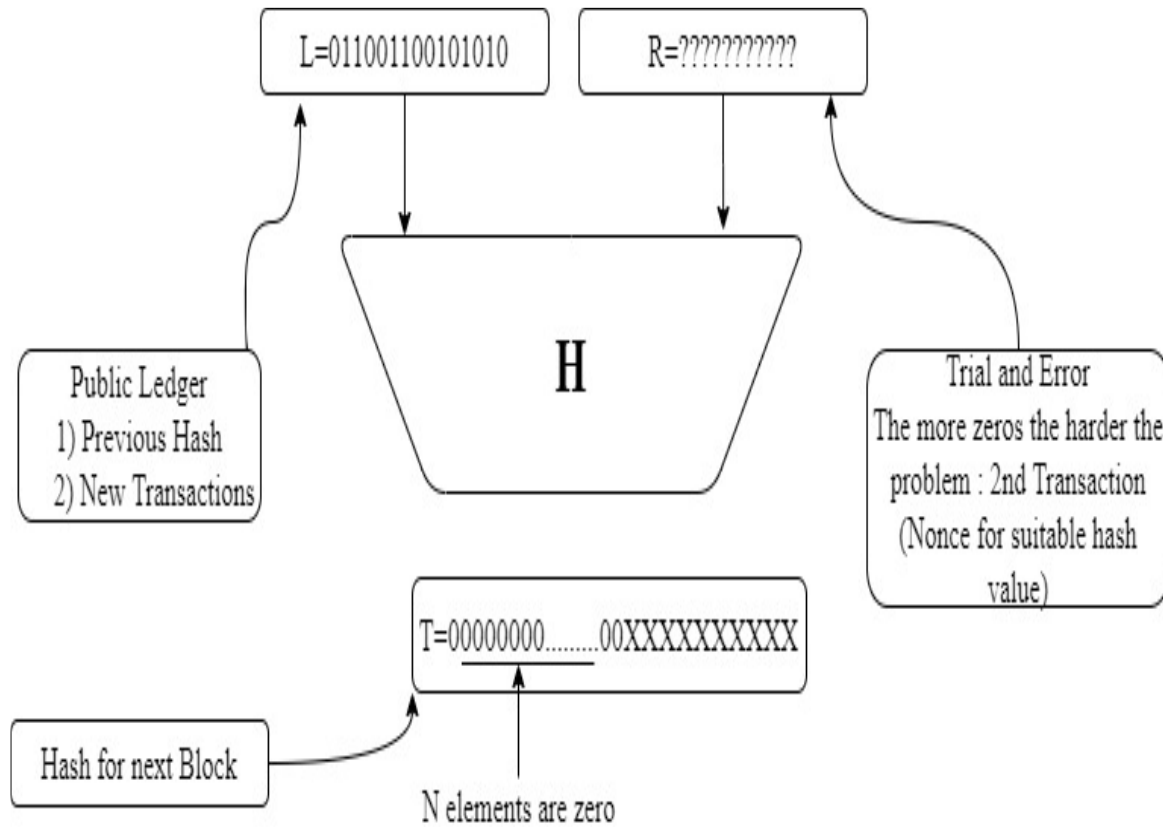 L=011001100101010
R=???????????
H
Public Ledger
1) Previous Hash
2) New Transactions
Trial and Error
The more zeros the harder the
problem : 2nd Transaction
(Nonce for suitable hash
value)
T=00000000.........00XXXXXXXXXX
Hash for next Block
N elements are zero